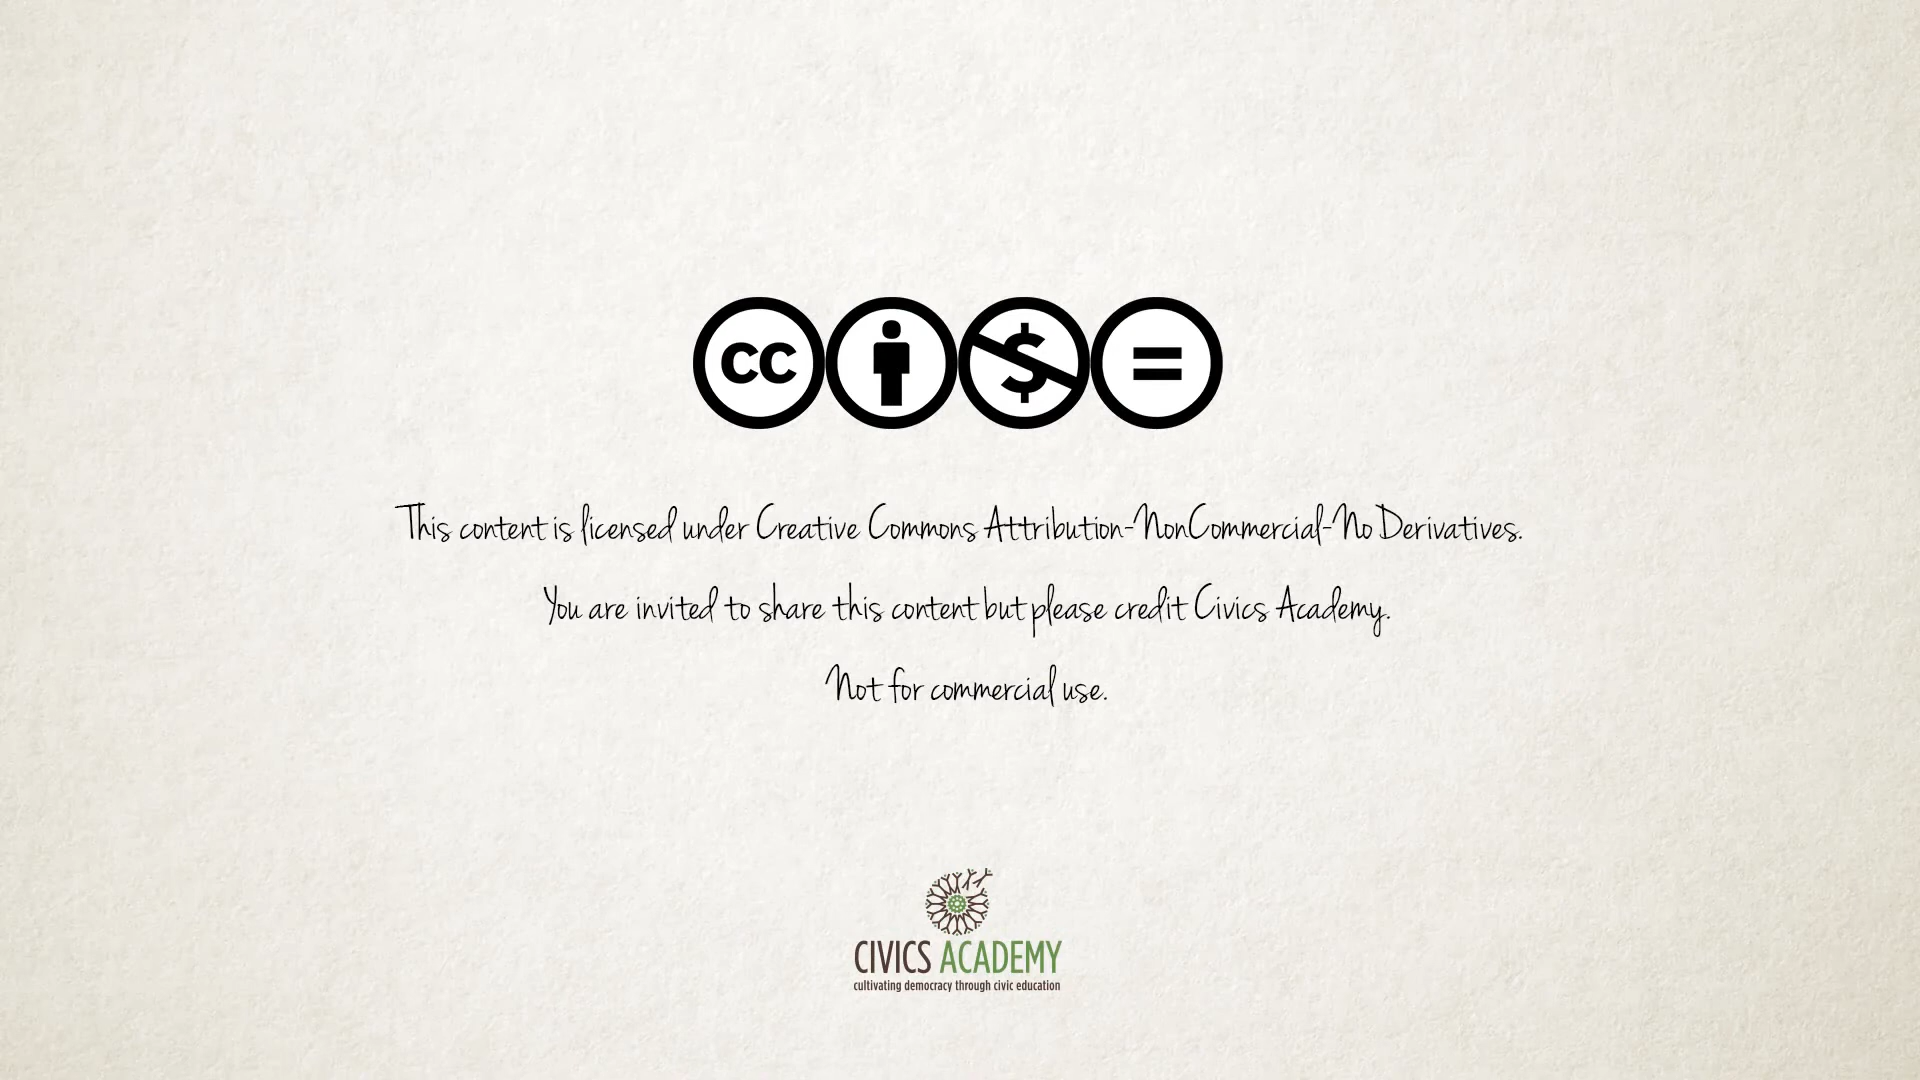 cc
$
=
This content is licensed under Creative Commons Attribution-NonCommercial-No Derivatives.
You are invited to share this content but please credit Civics Academy.
Not for commercial use.
CIVICS ACADEMY
cultivating democracy through civic education